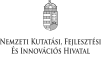 Nemzeti Kutatási, Fejlesztési
És Innovációs Hivatal